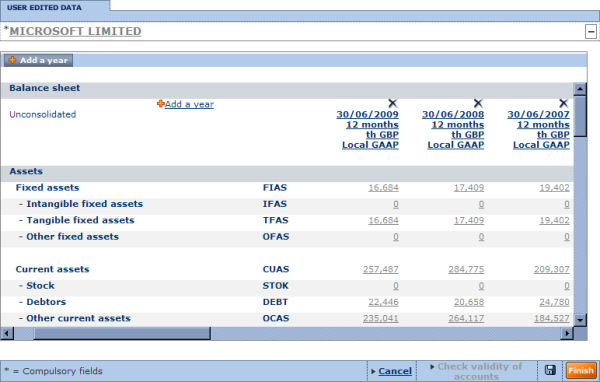 USER EDITED DATA
*MICROSOFT LIMITED
Add a year
Balance sheet
Unconsolidated Add a year 30/06/2009 30/06/2008 30/06/2007
12 months 12 months 12 months
th GBP th GBP th GBP
Local GAAP Local GAAP Local GAAP
Assets
Fixed assets FIAS 16,684 17,409 19,402
- Intangible fixed assets IFAS 0 0 0
- Tangible fixed assets TFAS 16,684 17,409 19,402
- Other fixed assets OFAS 0 0 0
Current assets CUAS 257,487 284,775 209,307
- Stock STOK 0 0 0
- Debtors DEBT 22,446 20,658 24,780
- Other current assets OCAS 235,041 264,117 184,527
* = Compulsory fields Cancel Check validity of accounts Finish